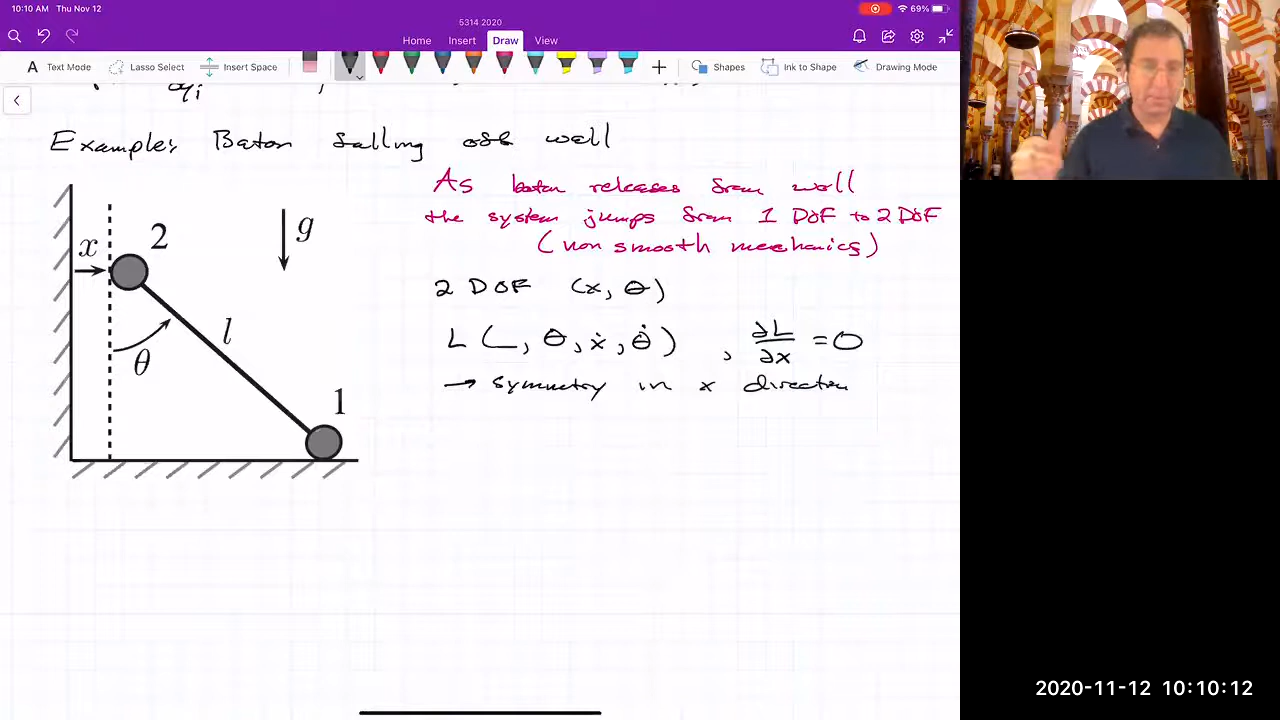 10:10 AM Thu Nov 12
69%
5314 2020
Home Insert Draw View
Text Mode Lasso Select Insert Space Shapes Ink to Shape Drawing Mode
Example: Baton falling off wall
As baton releases from wall
the system jumps from 1 DOF to 2 DOF
(non smooth mechanics)
x 2 g
l
θ
1
2 DOF (x, θ)
L ( _, θ, ẋ, θ̇ ) , ∂L/∂x = 0
→ symmetry in x direction
2020-11-12 10:10:12